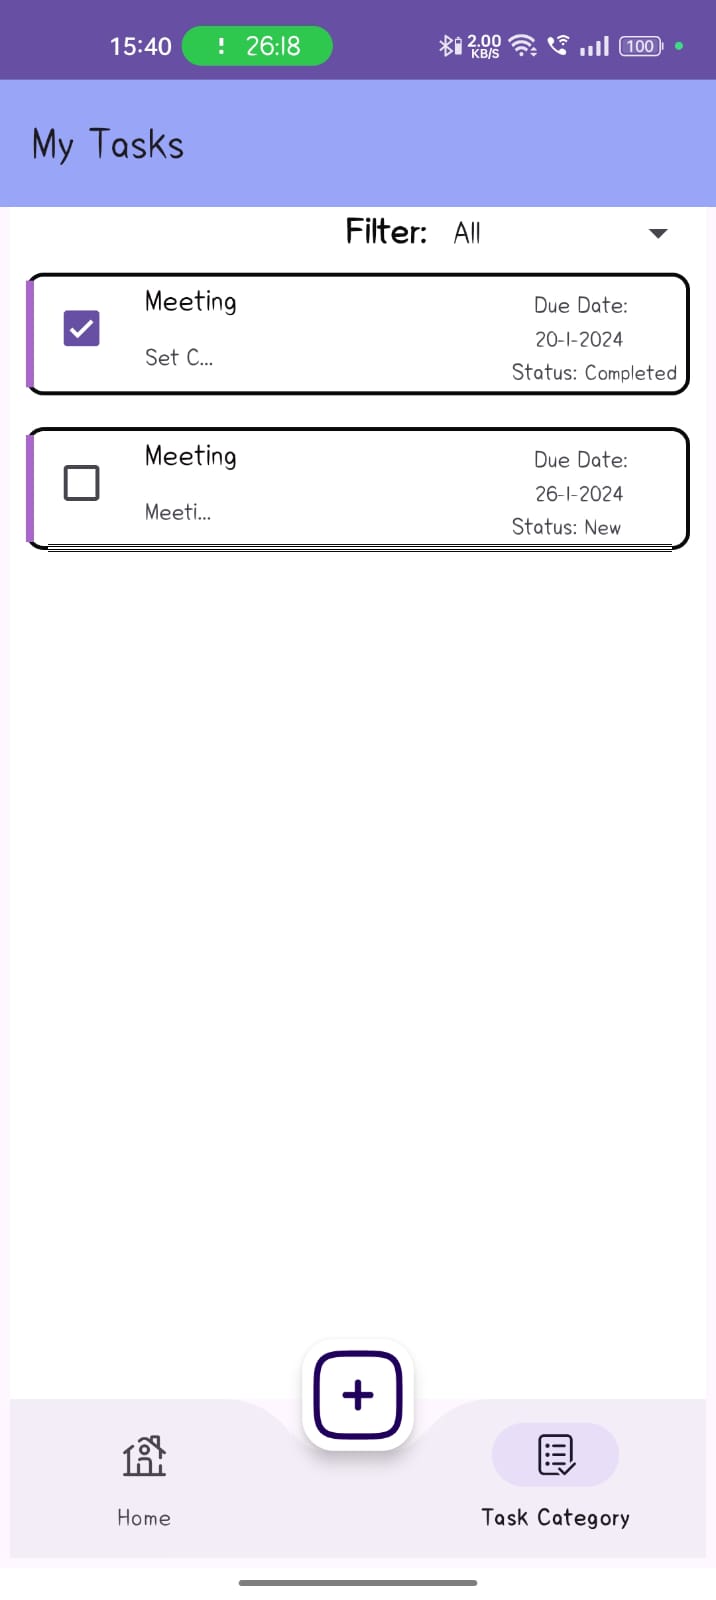 15:40 ! 26:18 2.00 KB/S 100
My Tasks
Filter: All
Meeting
Set C...
Due Date:
20-1-2024
Status: Completed
Meeting
Meeti...
Due Date:
26-1-2024
Status: New
Home
Task Category